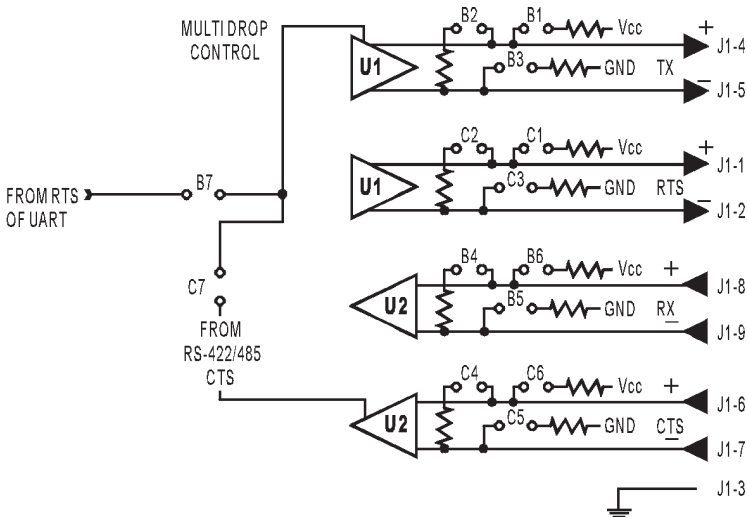 MULTIDROP
CONTROL
B2
B1
Vcc
+
J1-4
U1
B3
GND
TX
–
J1-5
C2
C1
Vcc
+
J1-1
U1
C3
GND
RTS
–
J1-2
FROM RTS
OF UART
B7
B4
B6
Vcc
+
J1-8
U2
B5
GND
RX
–
J1-9
C7
FROM
RS-422/485
CTS
C4
C6
Vcc
+
J1-6
U2
C5
GND
CTS
–
J1-7
J1-3